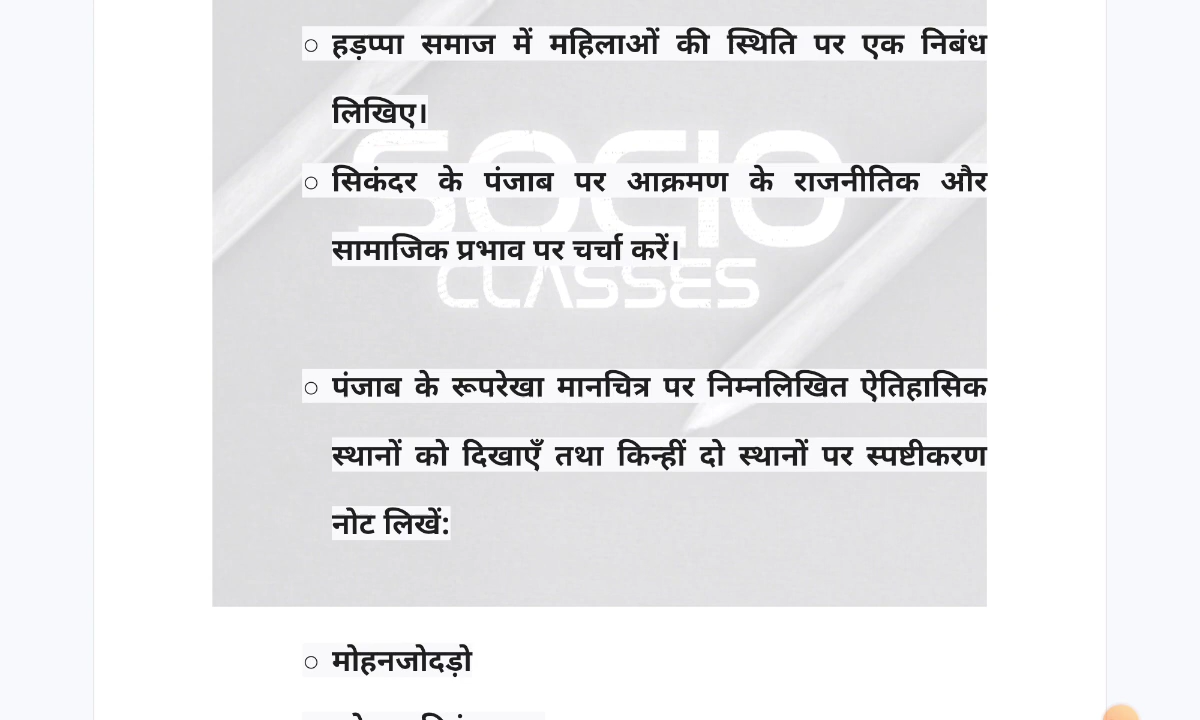 ○ हड़प्पा समाज में महिलाओं की स्थिति पर एक निबंध
लिखिए।
○ सिकंदर के पंजाब पर आक्रमण के राजनीतिक और
सामाजिक प्रभाव पर चर्चा करें।
SOCIO
CLASSES
○ पंजाब के रूपरेखा मानचित्र पर निम्नलिखित ऐतिहासिक
स्थानों को दिखाएँ तथा किन्हीं दो स्थानों पर स्पष्टीकरण
नोट लिखें:
○ मोहनजोदड़ो